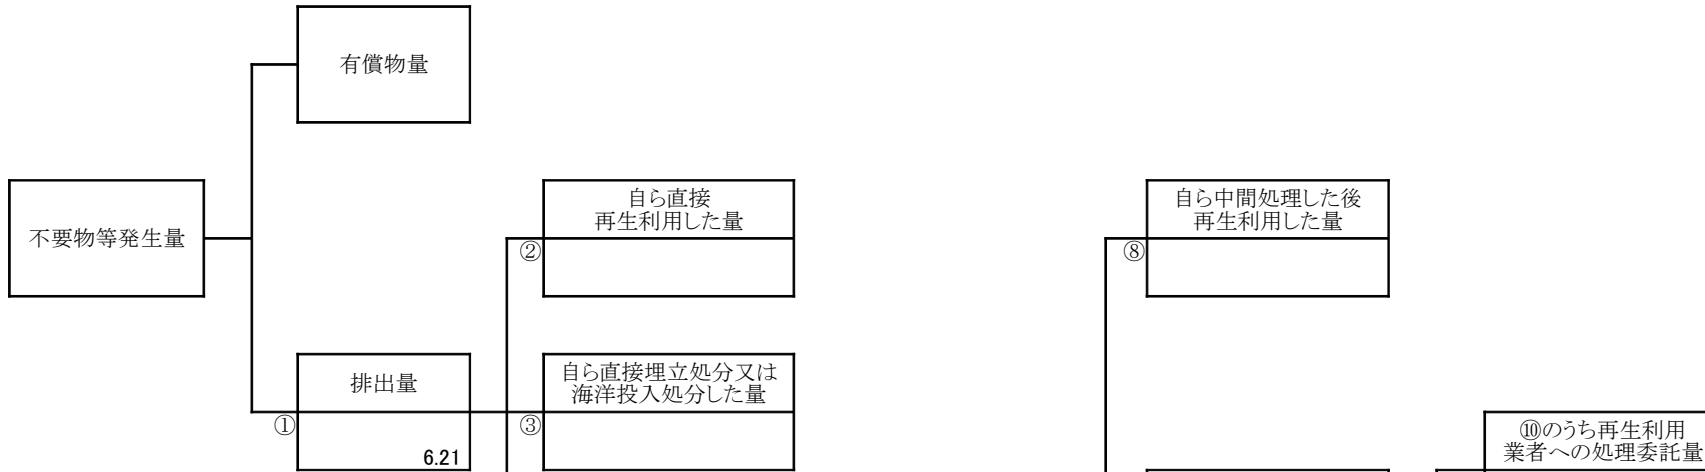 有償物量
不要物等発生量
自ら直接
再生利用した量
②
自ら中間処理した後
再生利用した量
⑧
排出量
①
6.21
自ら直接埋立処分又は
海洋投入処分した量
③
⑩のうち再生利用
業者への処理委託量